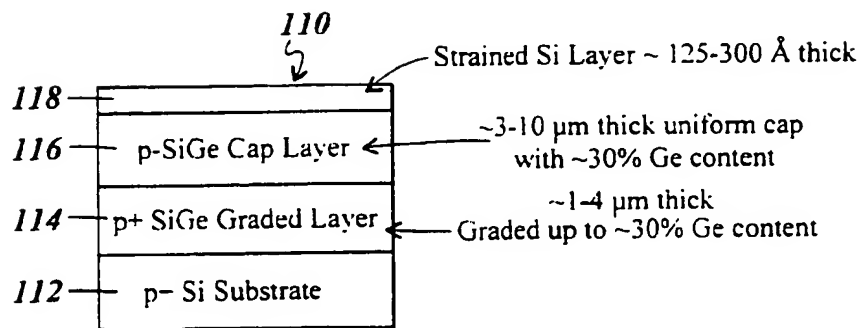 110
Strained Si Layer ~ 125-300 Å thick
118
116
p-SiGe Cap Layer
~3-10 µm thick uniform cap
with ~30% Ge content
114
p+ SiGe Graded Layer
~1-4 µm thick
Graded up to ~30% Ge content
112
p− Si Substrate